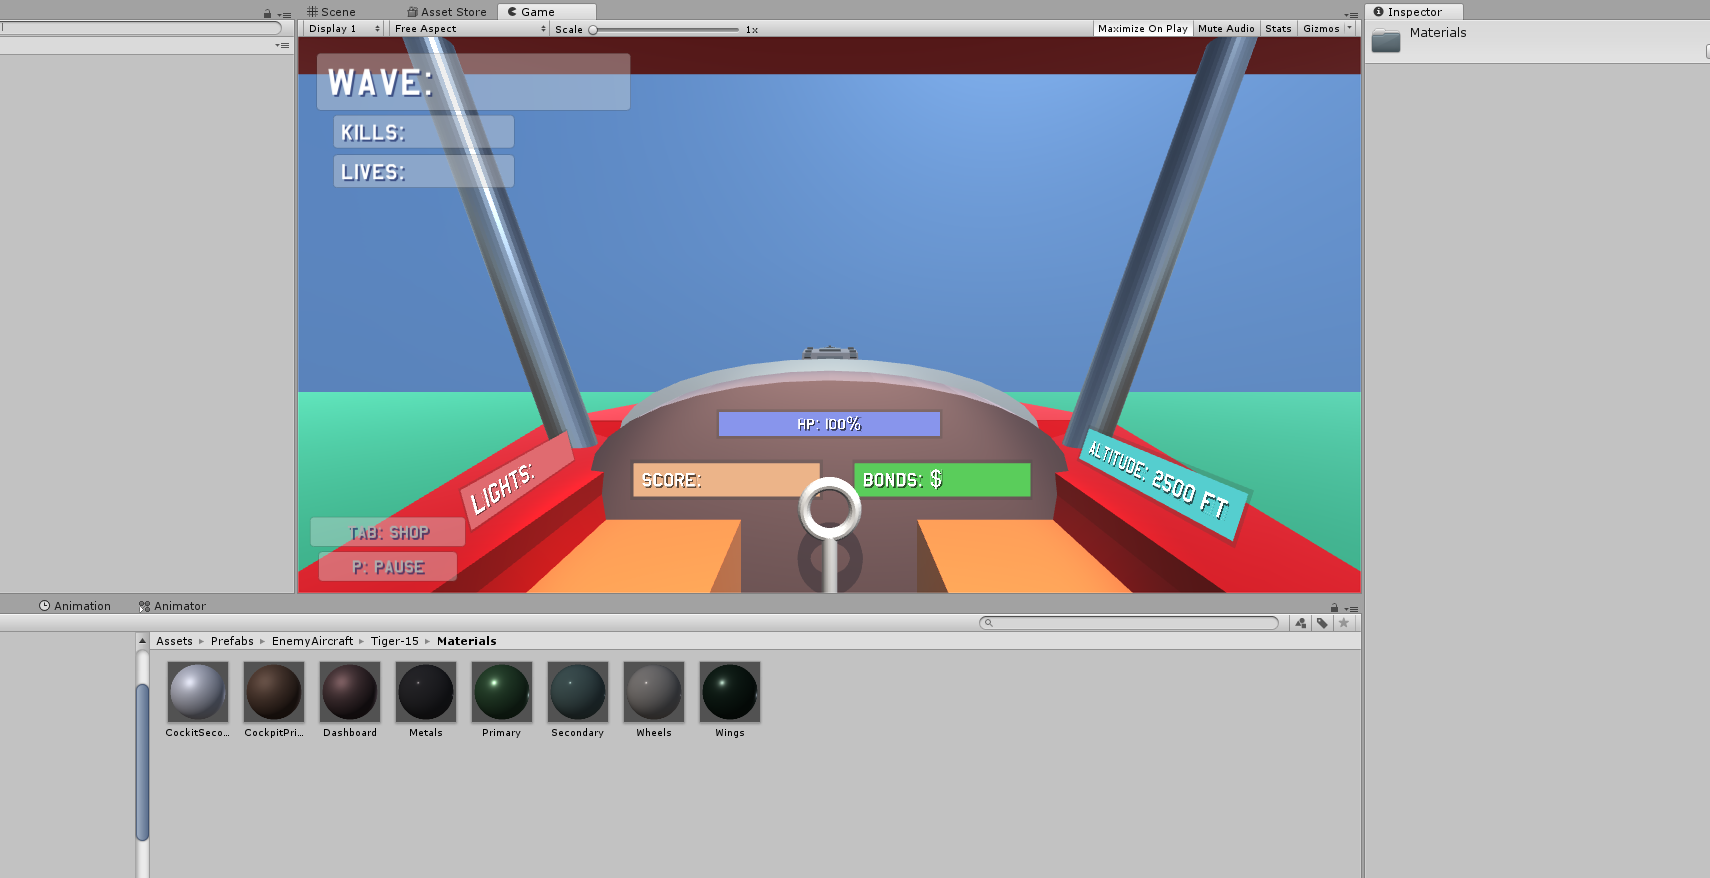 Scene
Asset Store
Game
Inspector
Display 1
Free Aspect
Scale
1x
Maximize On Play
Mute Audio
Stats
Gizmos
Materials
WAVE:
KILLS:
LIVES:
HP: 100%
SCORE:
BONDS: $
LIGHTS:
ALTITUDE: 2500 FT
TAB: SHOP
P: PAUSE
Animation
Animator
Assets ▸ Prefabs ▸ EnemyAircraft ▸ Tiger-15 ▸ Materials
CockitSeco...
CockpitPri...
Dashboard
Metals
Primary
Secondary
Wheels
Wings